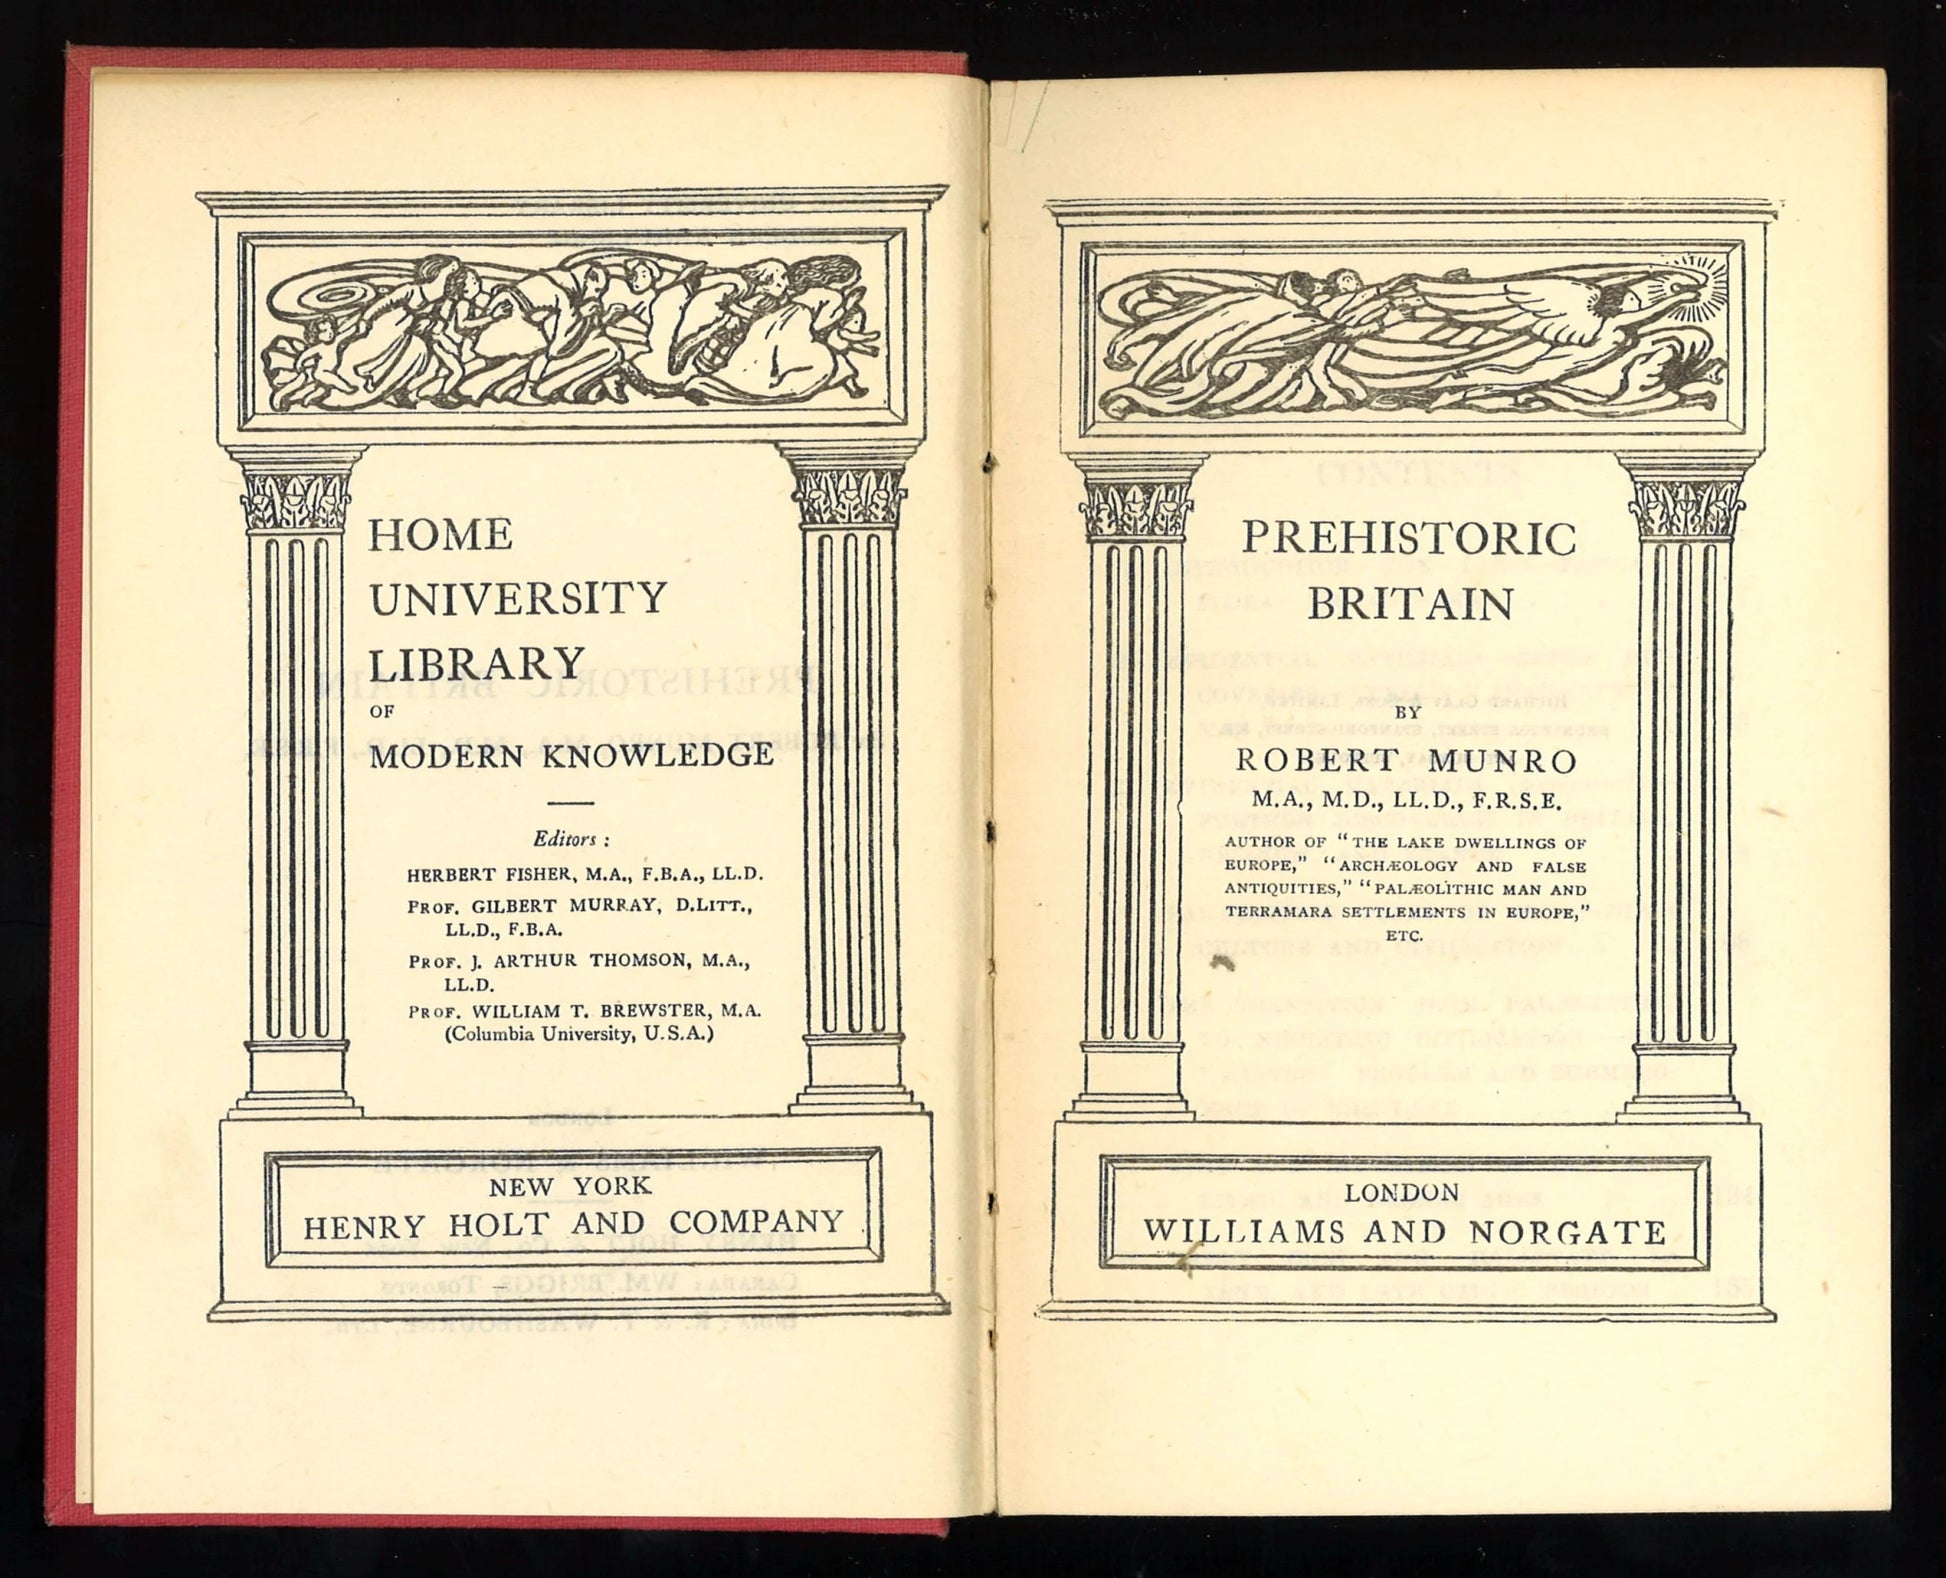 HOME
UNIVERSITY
LIBRARY
OF
MODERN KNOWLEDGE
Editors :
HERBERT FISHER, M.A., F.B.A., LL.D.
PROF. GILBERT MURRAY, D.LITT.,
LL.D., F.B.A.
PROF. J. ARTHUR THOMSON, M.A.,
LL.D.
PROF. WILLIAM T. BREWSTER, M.A.
(Columbia University, U.S.A.)
NEW YORK
HENRY HOLT AND COMPANY
PREHISTORIC
BRITAIN
BY
ROBERT MUNRO
M.A., M.D., LL.D., F.R.S.E.
AUTHOR OF "THE LAKE DWELLINGS OF
EUROPE," "ARCHÆOLOGY AND FALSE
ANTIQUITIES," "PALÆOLITHIC MAN AND
TERRAMARA SETTLEMENTS IN EUROPE,"
ETC.
LONDON
WILLIAMS AND NORGATE